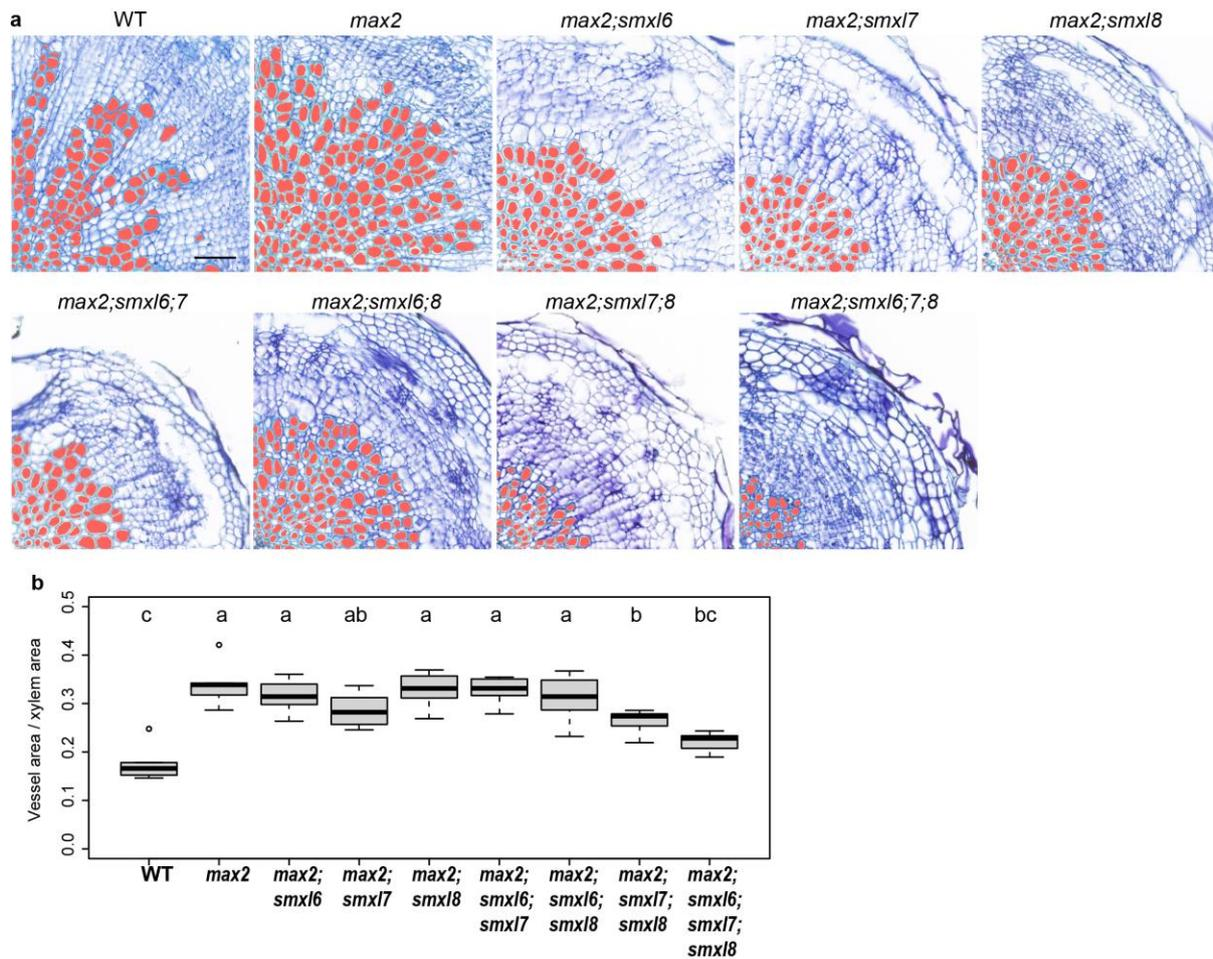 a
WT max2 max2;smxl6 max2;smxl7 max2;smxl8
max2;smxl6;7 max2;smxl6;8 max2;smxl7;8 max2;smxl6;7;8
b
c a a ab a a a b bc
Vessel area / xylem area
0.5
0.4
0.3
0.2
0.1
0.0
WT max2 max2; max2; max2; max2; max2; max2; max2;
smxl6 smxl7 smxl8 smxl6; smxl6; smxl7; smxl6;
smxl7 smxl8 smxl8 smxl7;
smxl8